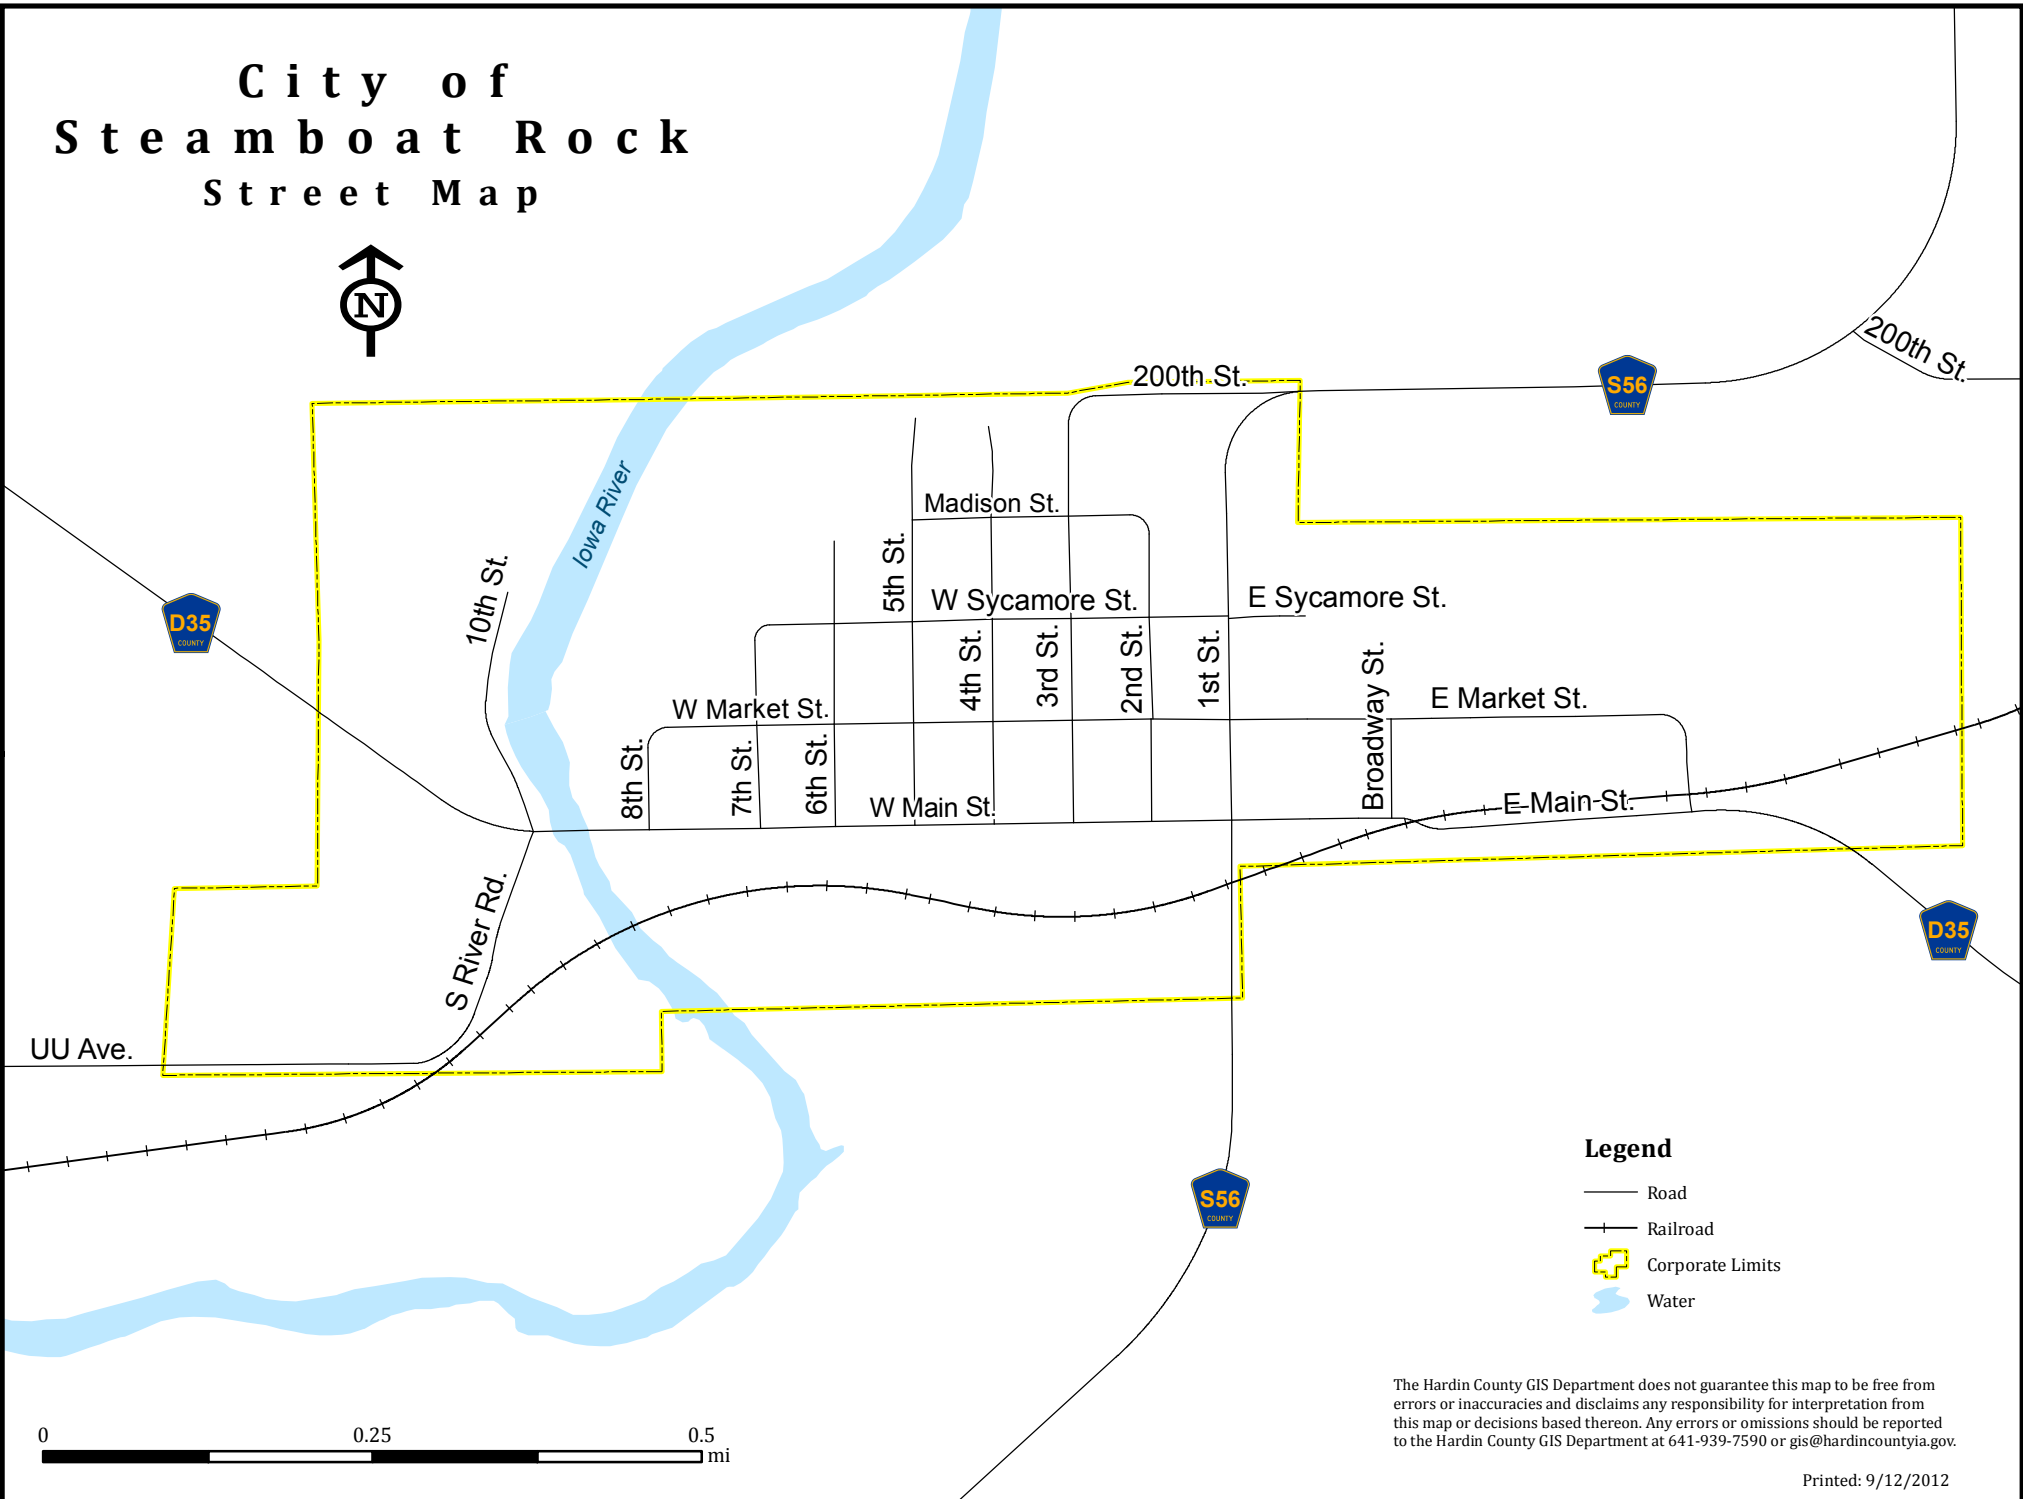 City of
Steamboat Rock
Street Map
N
200th St.
200th St.
S56
COUNTY
Iowa River
Madison St.
5th St.
10th St.
D35
COUNTY
W Sycamore St.
E Sycamore St.
4th St.
3rd St.
2nd St.
1st St.
Broadway St.
W Market St.
E Market St.
8th St.
7th St.
6th St.
W Main St.
E Main St.
S River Rd.
D35
COUNTY
UU Ave.
S56
COUNTY
Legend
Road
Railroad
Corporate Limits
Water
The Hardin County GIS Department does not guarantee this map to be free from
errors or inaccuracies and disclaims any responsibility for interpretation from
this map or decisions based thereon. Any errors or omissions should be reported
to the Hardin County GIS Department at 641-939-7590 or gis@hardincountyia.gov.
Printed: 9/12/2012
0 0.25 0.5
mi